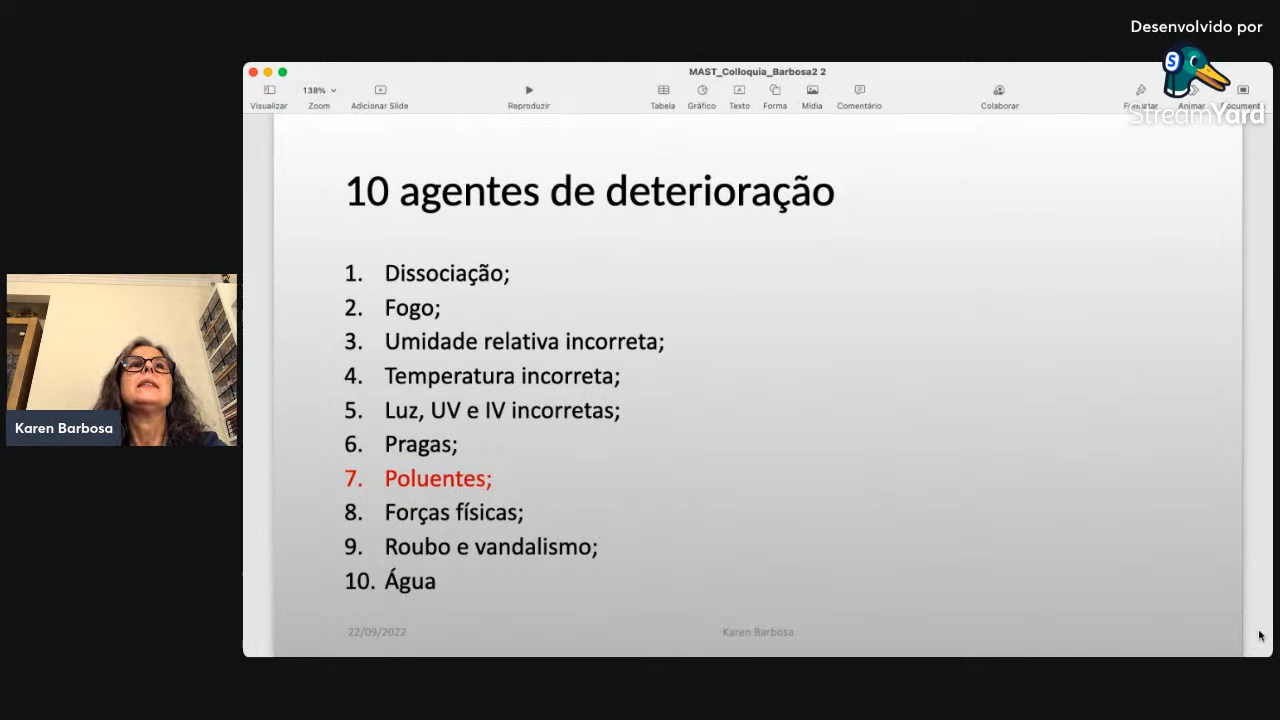 Desenvolvido por
StreamYard
MAST_Colloquia_Barbosa2 2
138%
Visualizar
Zoom
Adicionar Slide
Reproduzir
Tabela
Gráfico
Texto
Forma
Mídia
Comentário
Colaborar
Formatar
Animar
10 agentes de deterioração
1. Dissociação;
2. Fogo;
3. Umidade relativa incorreta;
4. Temperatura incorreta;
5. Luz, UV e IV incorretas;
6. Pragas;
7. Poluentes;
8. Forças físicas;
9. Roubo e vandalismo;
10. Água
22/09/2022
Karen Barbosa
Karen Barbosa